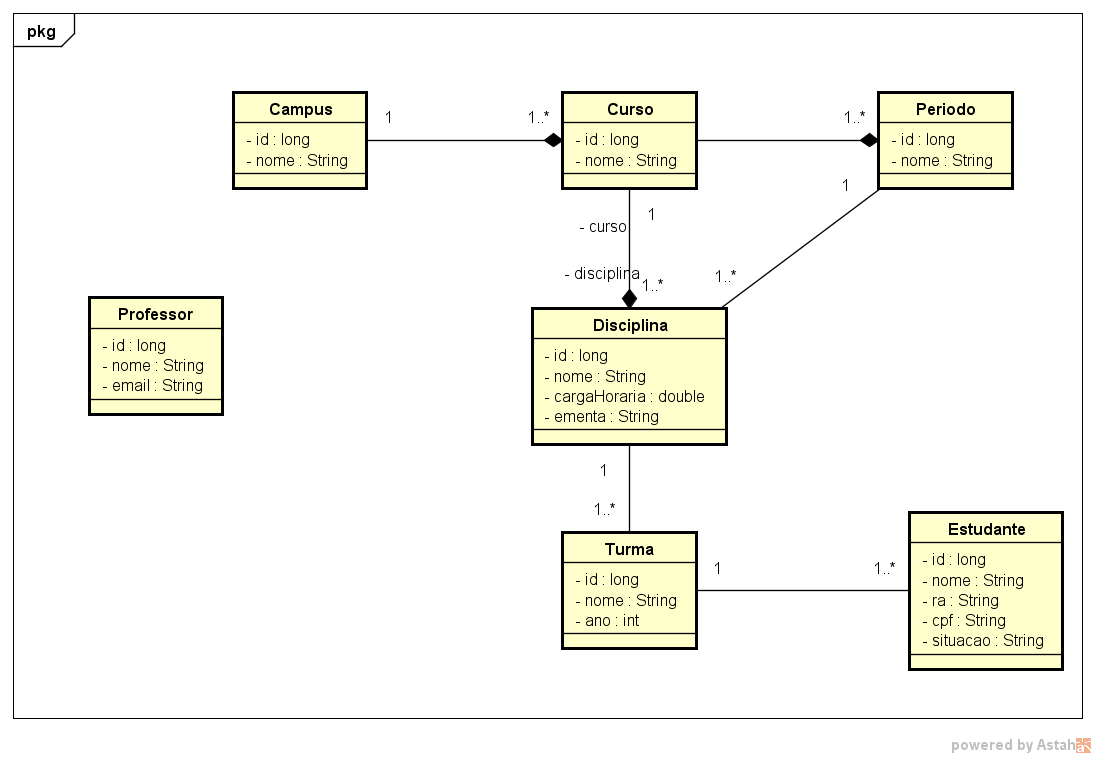 pkg
Campus
- id : long
- nome : String
1
1..*
Curso
- id : long
- nome : String
1..*
Periodo
- id : long
- nome : String
1
- curso
1
- disciplina
1..*
1..*
Professor
- id : long
- nome : String
- email : String
Disciplina
- id : long
- nome : String
- cargaHoraria : double
- ementa : String
1
1..*
Turma
- id : long
- nome : String
- ano : int
1
1..*
Estudante
- id : long
- nome : String
- ra : String
- cpf : String
- situacao : String
powered by Astah